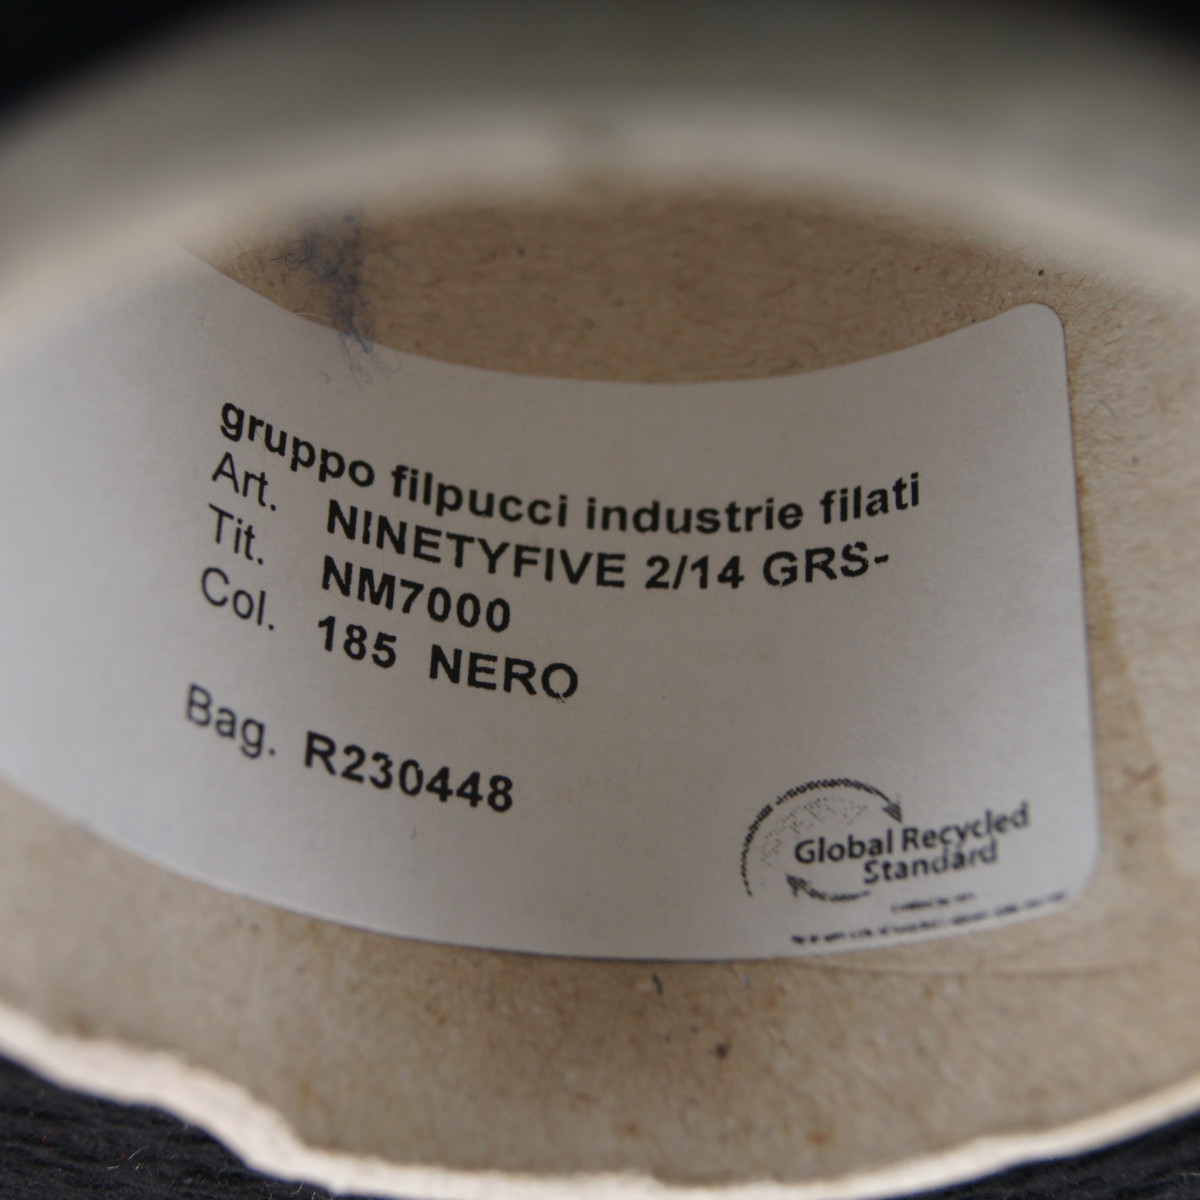 gruppo filpucci industrie filati
Art. NINETYFIVE 2/14 GRS-
Tit. NM7000
Col. 185 NERO
Bag. R230448
Global Recycled
Standard